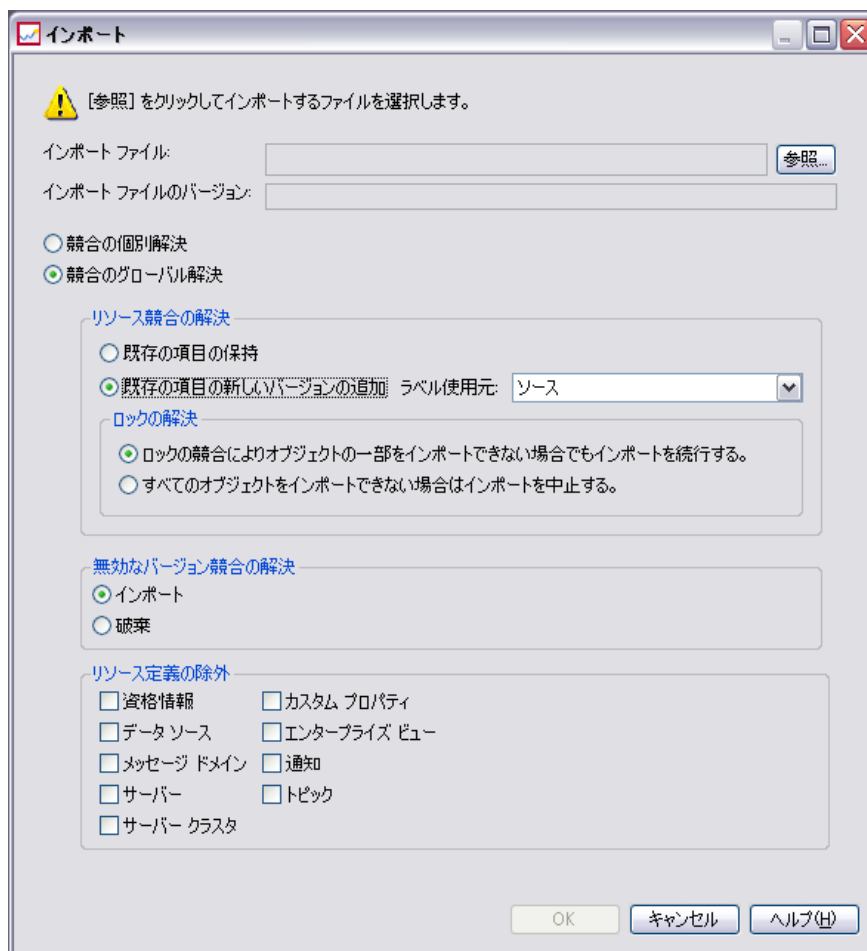 インポート
[参照] をクリックしてインポートするファイルを選択します。
インポート ファイル:
参照...
インポート ファイルのバージョン:
競合の個別解決
競合のグローバル解決
リソース競合の解決
既存の項目の保持
既存の項目の新しいバージョンの追加 ラベル使用元: ソース
ロックの解決
ロックの競合によりオブジェクトの一部をインポートできない場合でもインポートを続行する。
すべてのオブジェクトをインポートできない場合はインポートを中止する。
無効なバージョン競合の解決
インポート
破棄
リソース定義の除外
資格情報 カスタム プロパティ
データ ソース エンタープライズ ビュー
メッセージ ドメイン 通知
サーバー トピック
サーバー クラスタ
OK キャンセル ヘルプ(H)